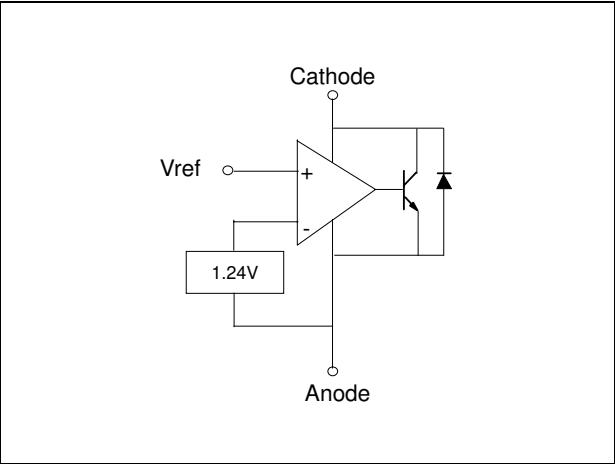 Cathode
Vref
+
-
1.24V
Anode